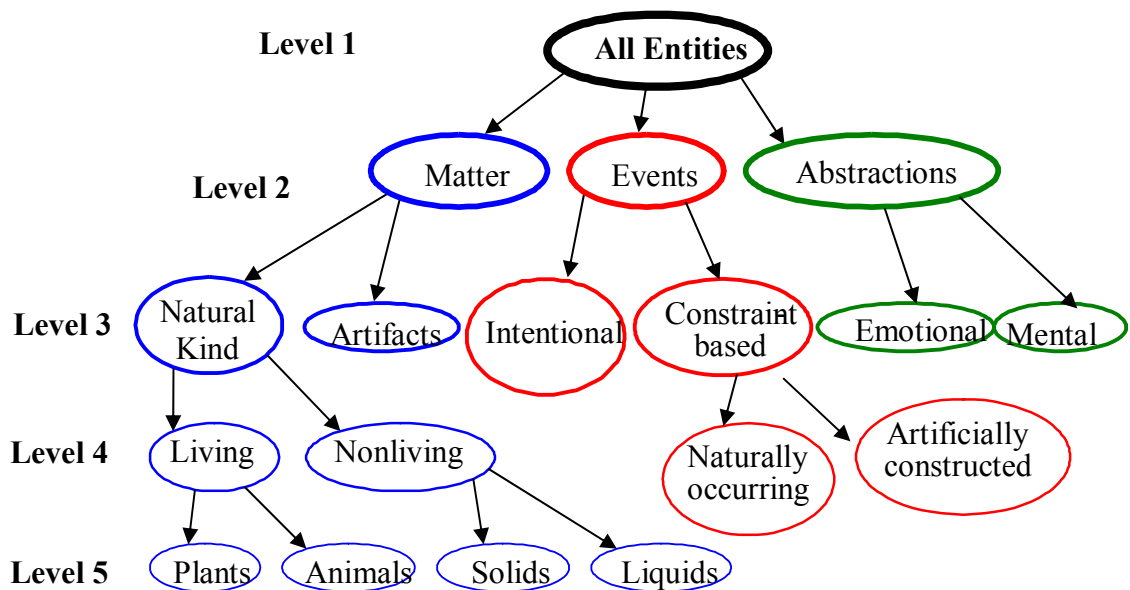 Level 1
All Entities
Level 2
Matter
Events
Abstractions
Level 3
Natural
Kind
Artifacts
Intentional
Constraint-
based
Emotional
Mental
Level 4
Living
Nonliving
Naturally
occurring
Artificially
constructed
Level 5
Plants
Animals
Solids
Liquids